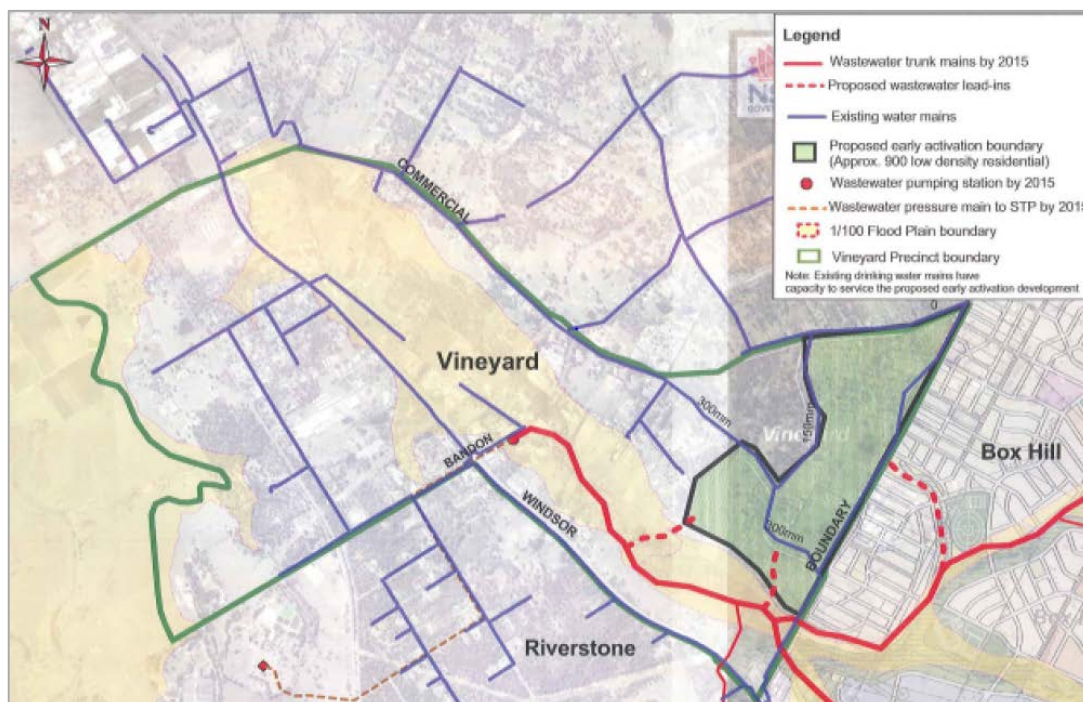 N
Legend
Wastewater trunk mains by 2015
Proposed wastewater lead-ins
Existing water mains
Proposed early activation boundary
(Approx. 900 low density residential)
Wastewater pumping station by 2015
Wastewater pressure main to STP by 2015
1/100 Flood Plain boundary
Vineyard Precinct boundary
Note: Existing drinking water mains have
capacity to service the proposed early activation development
COMMERCIAL
0
Vineyard
300mm
150mm
Vineyard
Box Hill
BANDON
WINDSOR
BOUNDARY
Riverstone